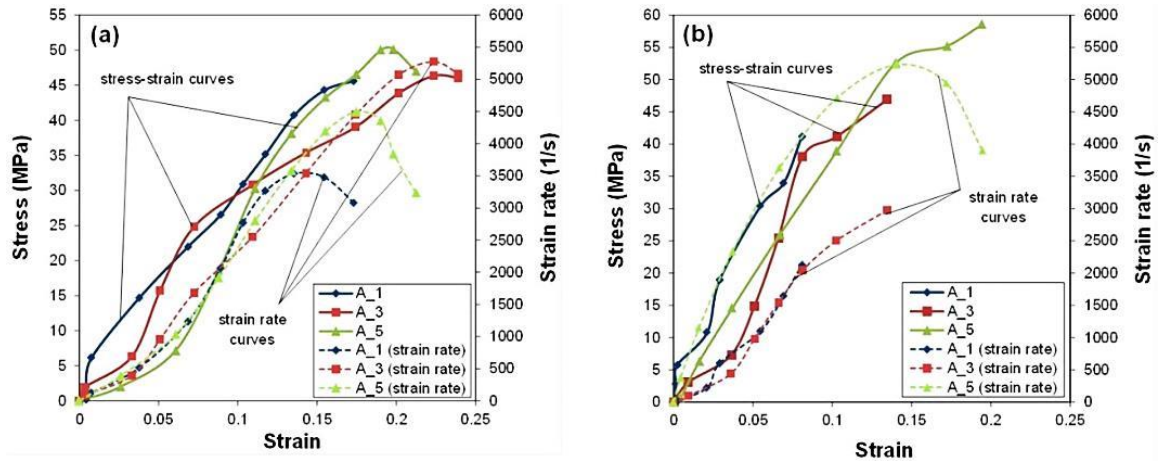 (a)
stress-strain curves
strain rate
curves
Stress (MPa)
55
50
45
40
35
30
25
20
15
10
5
0
Strain rate (1/s)
6000
5500
5000
4500
4000
3500
3000
2500
2000
1500
1000
500
0
0
0.05
0.1
0.15
0.2
0.25
Strain
A_1
A_3
A_5
A_1 (strain rate)
A_3 (strain rate)
A_5 (strain rate)
(b)
stress-strain curves
strain rate
curves
Stress (MPa)
60
55
50
45
40
35
30
25
20
15
10
5
0
Strain rate (1/s)
6000
5500
5000
4500
4000
3500
3000
2500
2000
1500
1000
500
0
0
0.05
0.1
0.15
0.2
0.25
Strain
A_1
A_3
A_5
A_1 (strain rate)
A_3 (strain rate)
A_5 (strain rate)